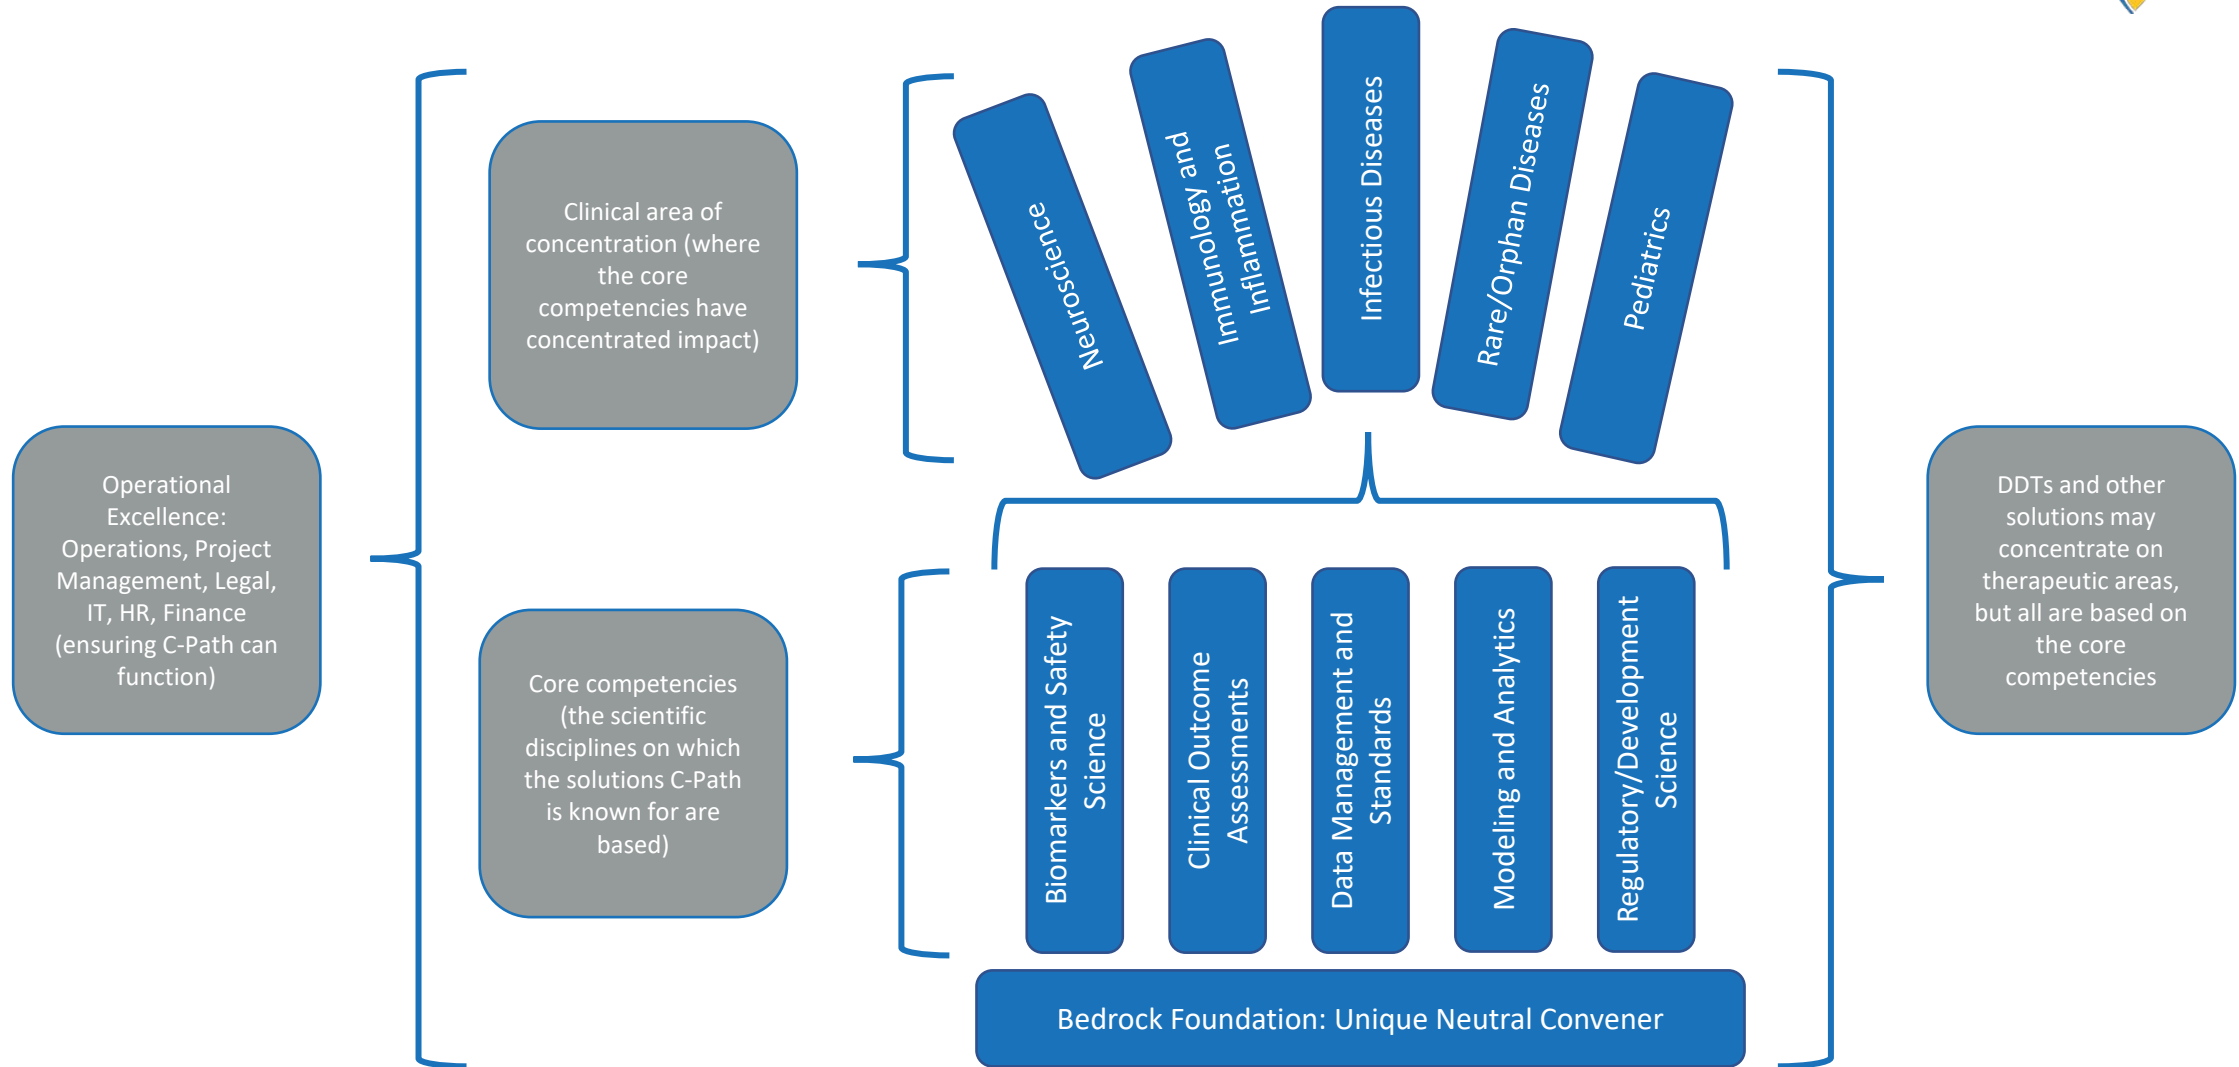 Operational
Excellence:
Operations, Project
Management, Legal,
IT, HR, Finance
(ensuring C-Path can
function)
Clinical area of
concentration (where
the core
competencies have
concentrated impact)
Neuroscience
Immunology and
Inflammation
Infectious Diseases
Rare/Orphan Diseases
Pediatrics
Core competencies
(the scientific
disciplines on which
the solutions C-Path
is known for are
based)
Biomarkers and Safety
Science
Clinical Outcome
Assessments
Data Management and
Standards
Modeling and Analytics
Regulatory/Development
Science
Bedrock Foundation: Unique Neutral Convener
DDTs and other
solutions may
concentrate on
therapeutic areas,
but all are based on
the core
competencies